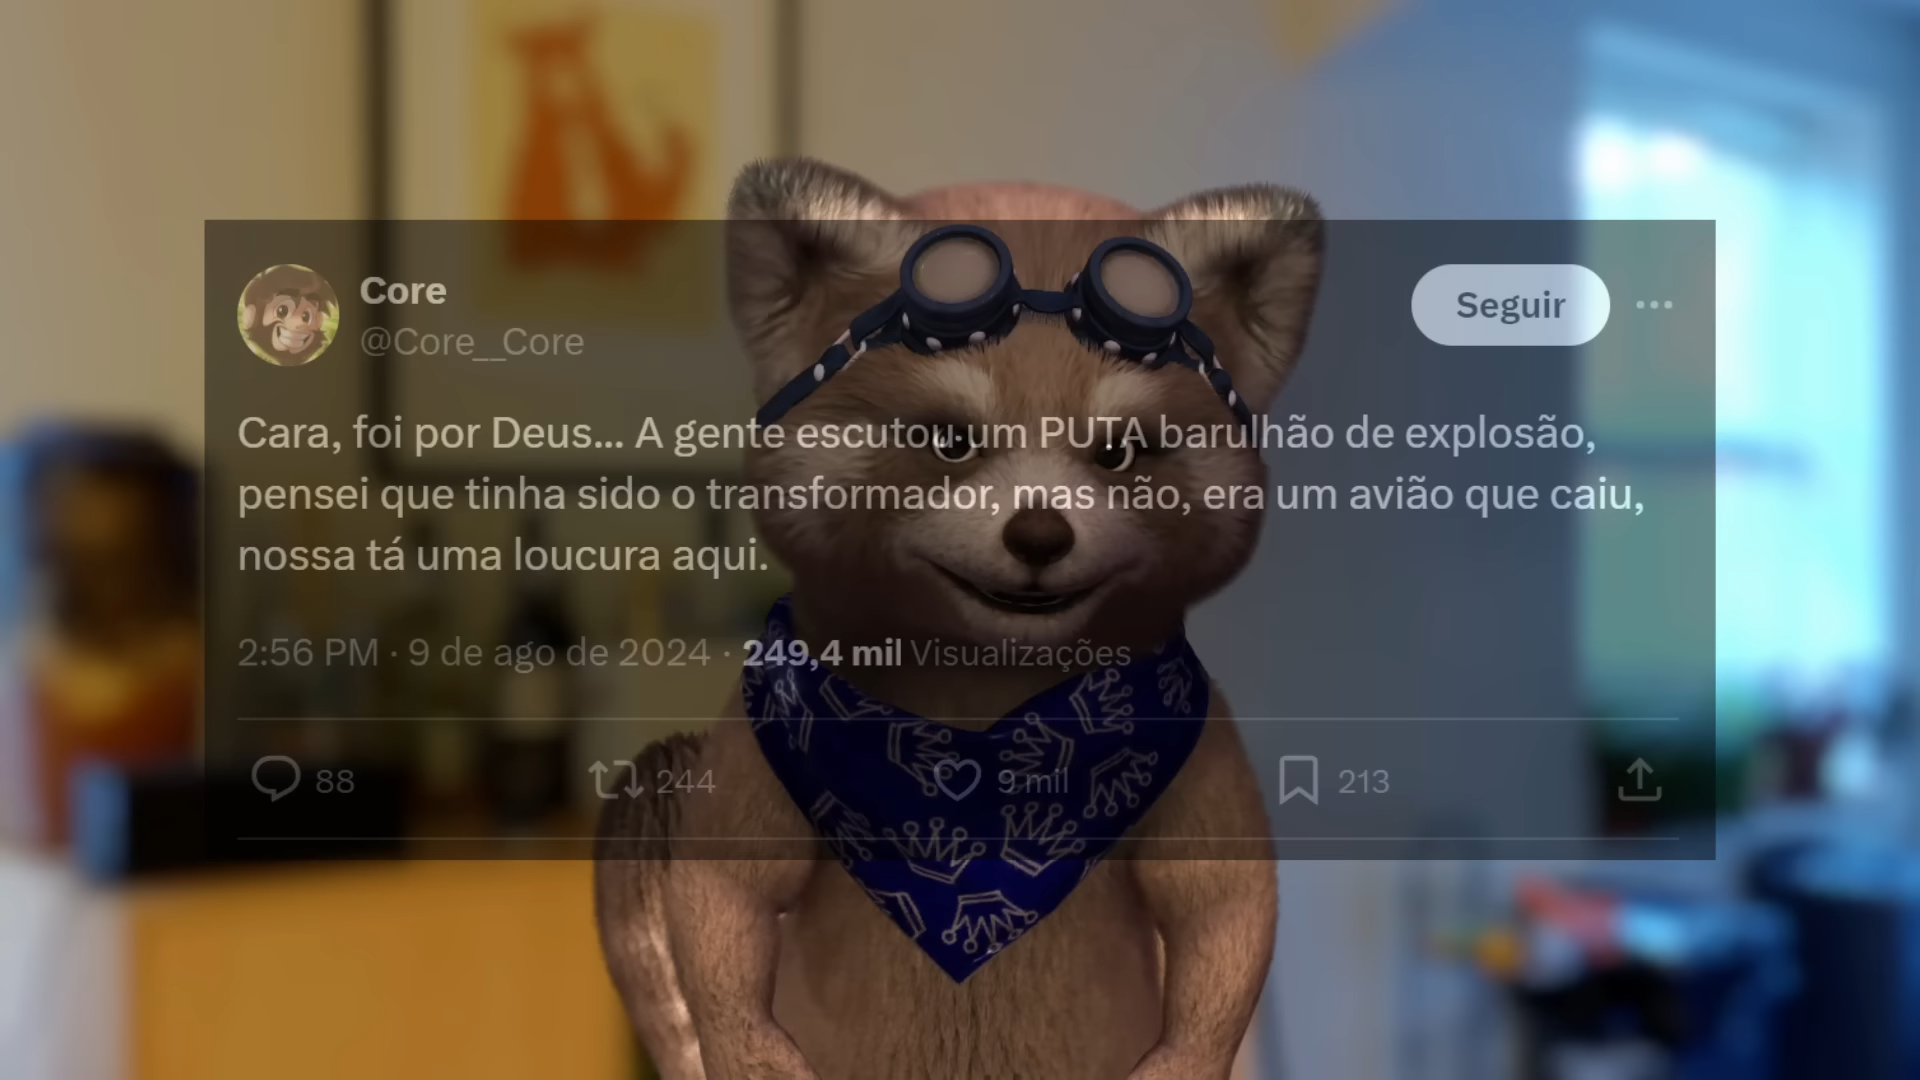 Core
@Core__Core
Seguir
Cara, foi por Deus... A gente escutou um PUTA barulhão de explosão,
pensei que tinha sido o transformador, mas não, era um avião que caiu,
nossa tá uma loucura aqui.
2:56 PM · 9 de ago de 2024 · 249,4 mil Visualizações
88 244 9 mil 213